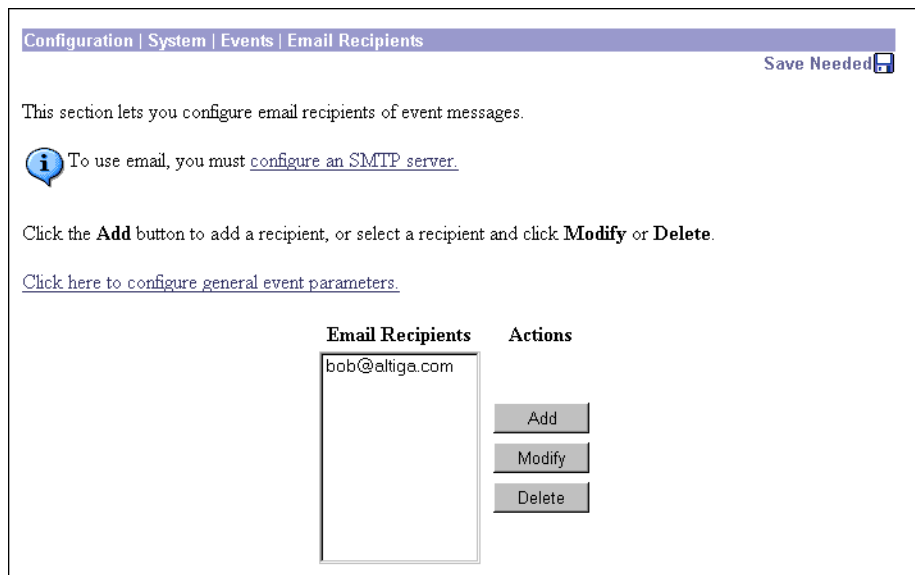 Configuration | System | Events | Email Recipients
Save Needed
This section lets you configure email recipients of event messages.
i To use email, you must configure an SMTP server.
Click the Add button to add a recipient, or select a recipient and click Modify or Delete.
Click here to configure general event parameters.
Email Recipients Actions
bob@altiga.com
Add
Modify
Delete